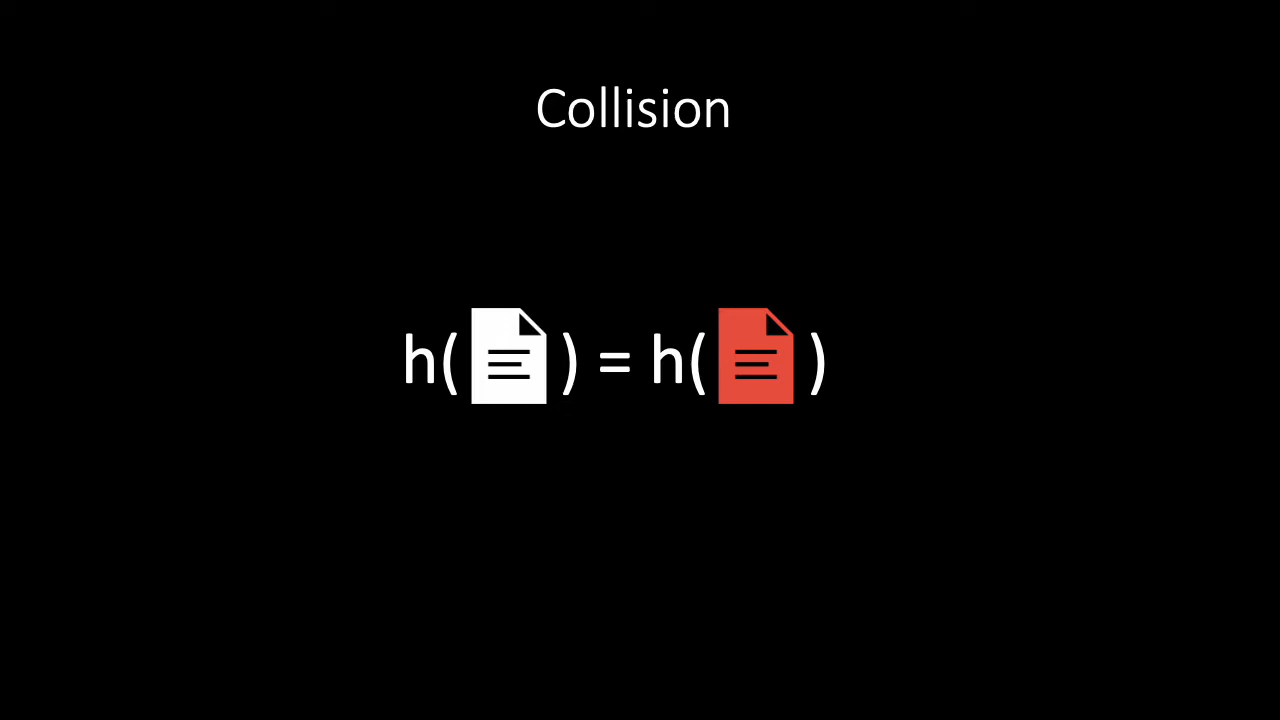 Collision
h( ) = h( )